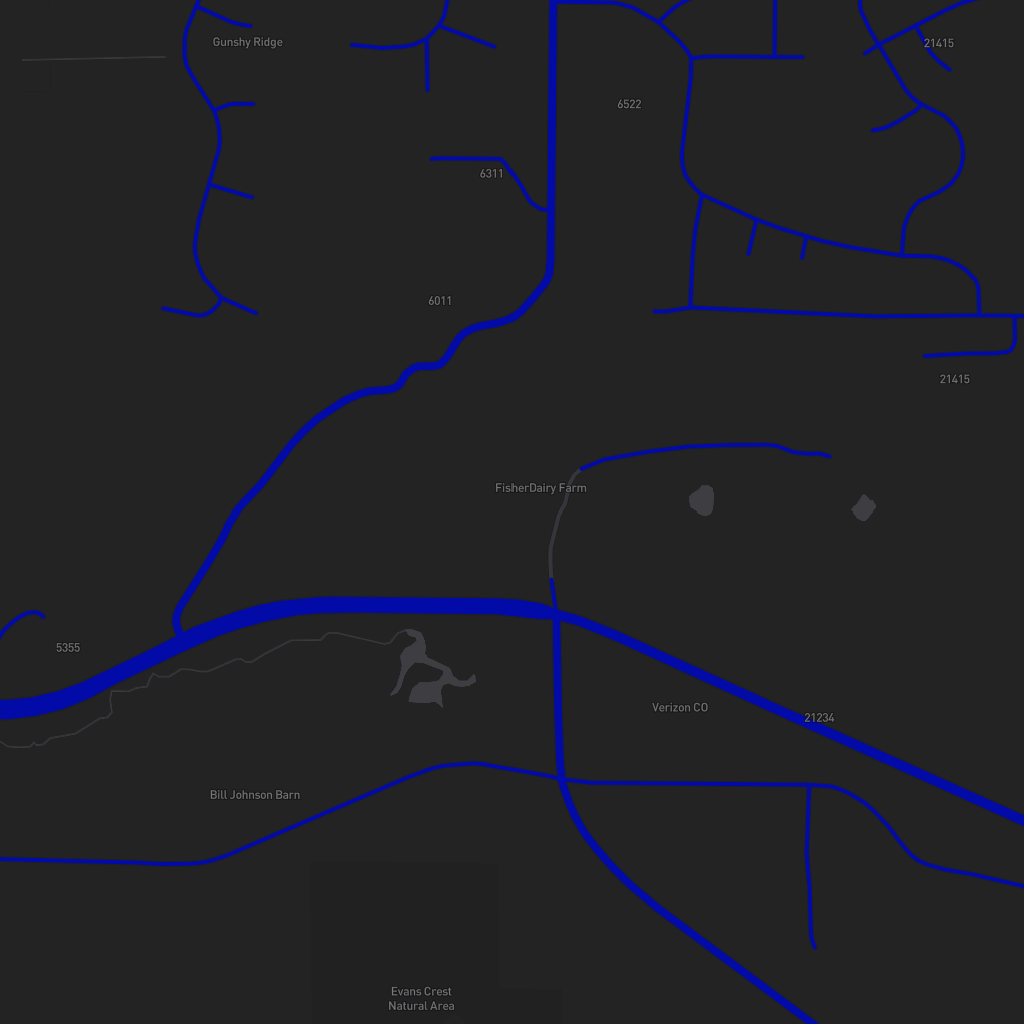 Gunshy Ridge
21415
6522
6311
6011
21415
FisherDairy Farm
5355
Verizon CO
21234
Bill Johnson Barn
Evans Crest
Natural Area